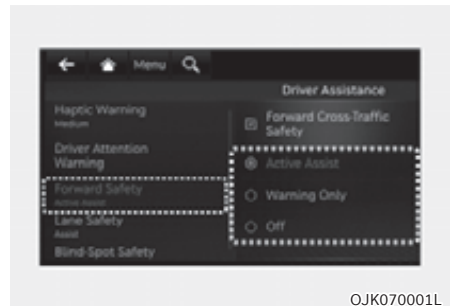 Menu
Driver Assistance
Haptic Warning
Medium
Driver Attention
Warning
Forward Safety
Active Assist
Lane Safety
Assist
Blind-Spot Safety
Forward Cross-Traffic
Safety
Active Assist
Warning Only
Off
OJK070001L